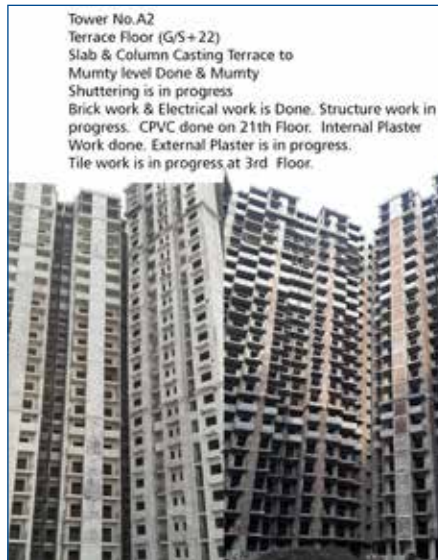 Tower No.A2
Terrace Floor (G/S+22)
Slab & Column Casting Terrace to
Mumty level Done & Mumty
Shuttering is in progress
Brick work & Electrical work is Done. Structure work in
progress. CPVC done on 21th Floor. Internal Plaster
Work done. External Plaster is in progress.
Tile work is in progress at 3rd Floor.